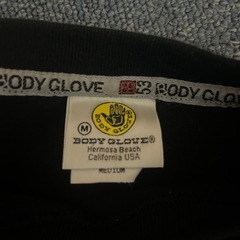 BODY GLOVE BODY GLOVE
M
BODY GLOVE
BODY GLOVE®
Hermosa Beach
California USA
MEDIUM